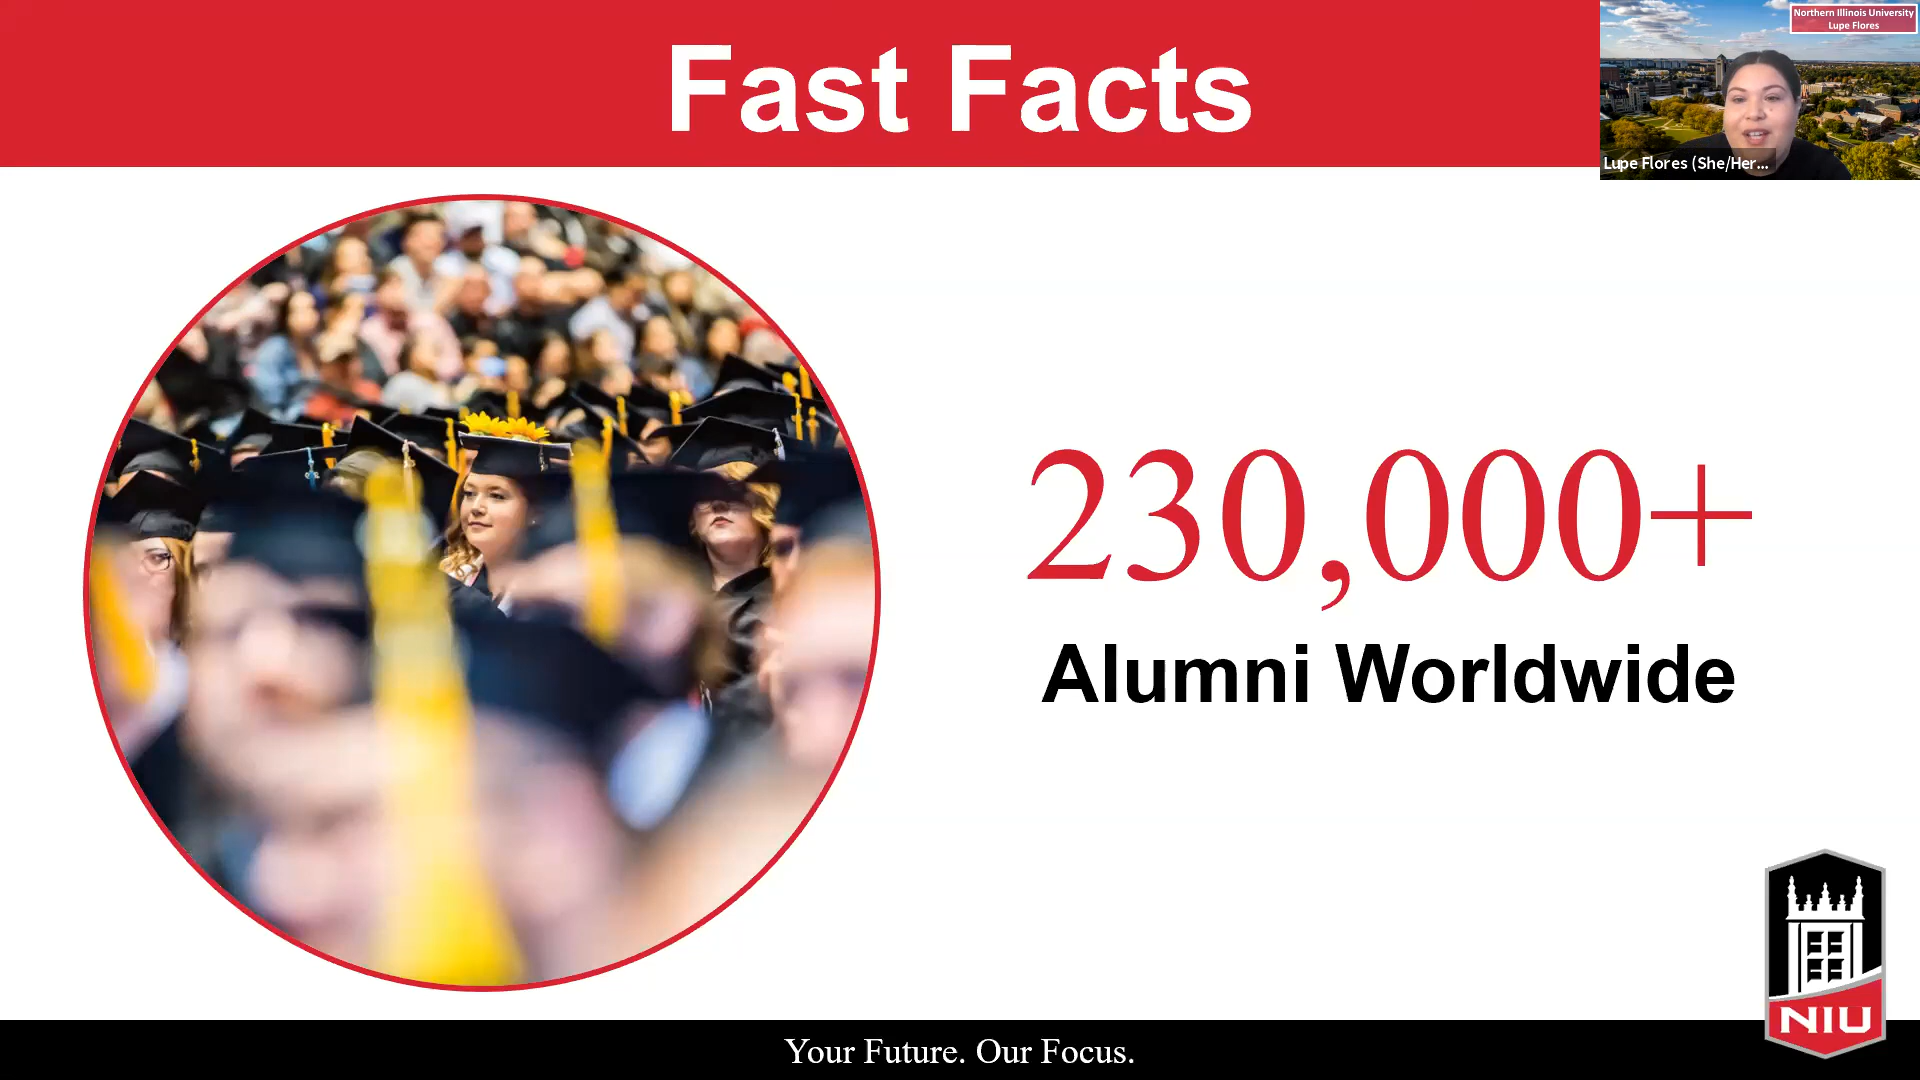 Fast Facts
Northern Illinois University
Lupe Flores
Lupe Flores (She/Her...
230,000+
Alumni Worldwide
NIU
Your Future. Our Focus.